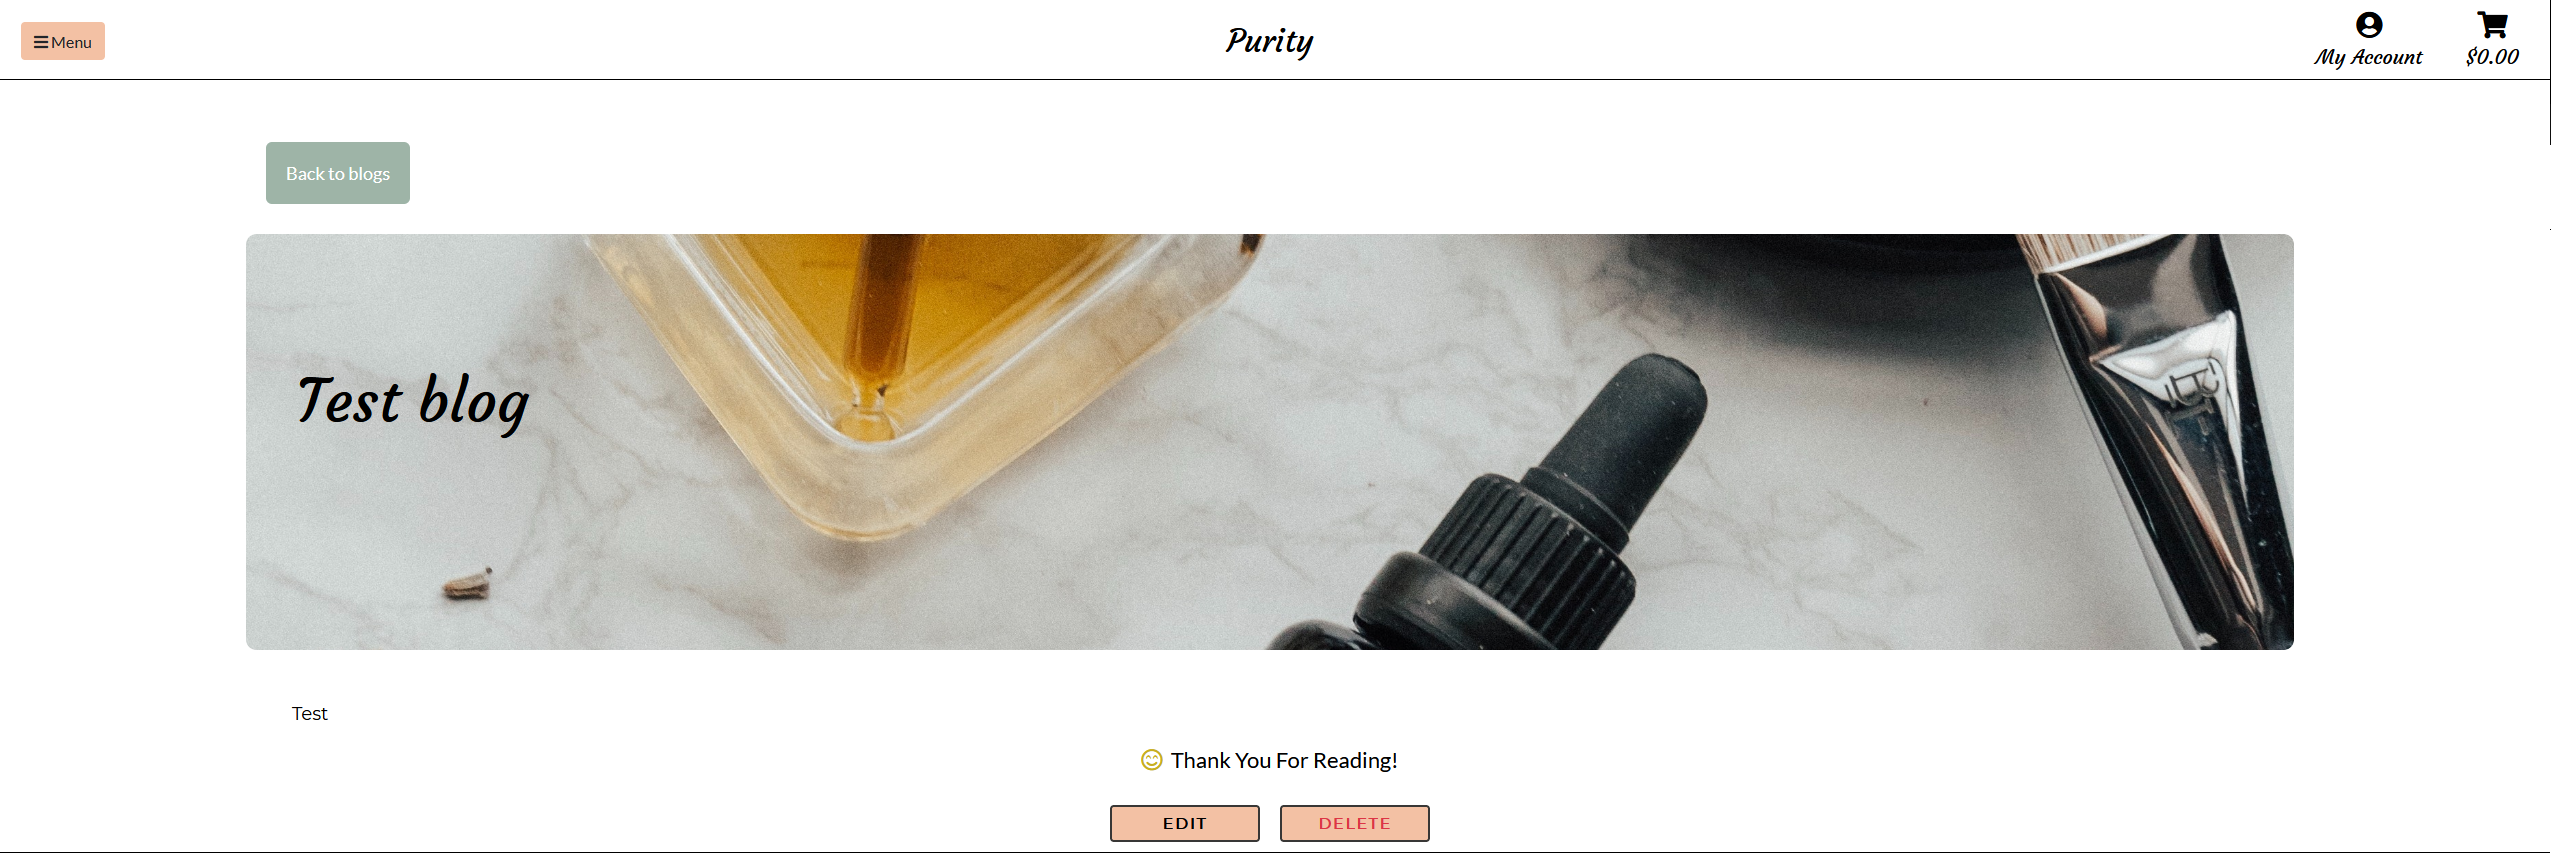 Menu
Purity
My Account
$0.00
Back to blogs
Test blog
Test
Thank You For Reading!
EDIT
DELETE